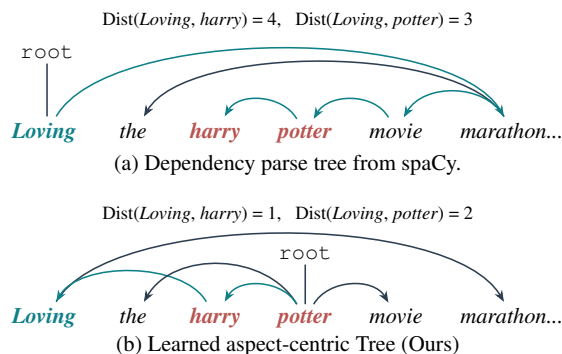 Dist(Loving, harry) = 4, Dist(Loving, potter) = 3
root
Loving the harry potter movie marathon...
(a) Dependency parse tree from spaCy.
Dist(Loving, harry) = 1, Dist(Loving, potter) = 2
root
Loving the harry potter movie marathon...
(b) Learned aspect-centric Tree (Ours)